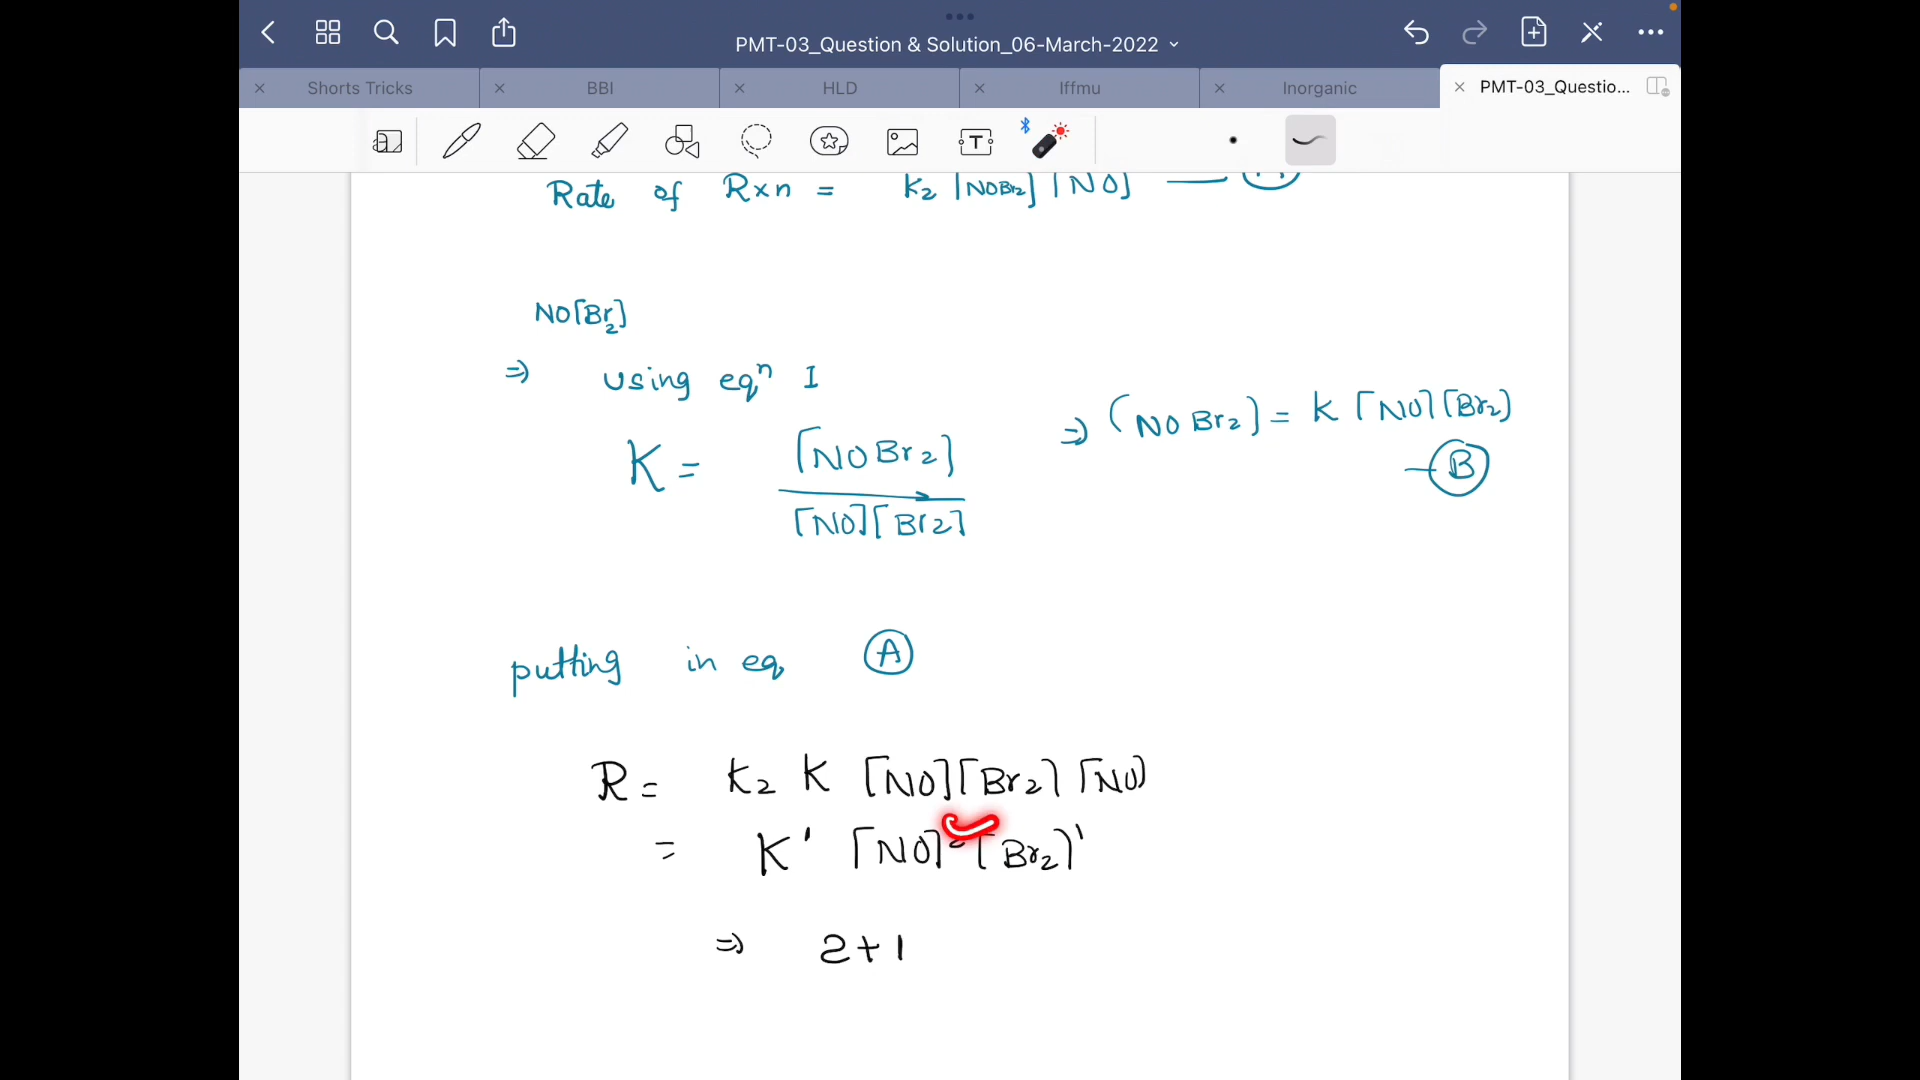 PMT-03_Question & Solution_06-March-2022
Shorts Tricks
BBI
HLD
Iffmu
Inorganic
PMT-03_Questio...
T
Rate of Rxn = K₂ [NOBr₂] [NO] —
NO[Br₂]
⇒ using eqⁿ I
K = [NOBr₂] / [NO][Br₂]
⇒ (NOBr₂] = K [NO][Br₂)
— B
putting in eq A
R = K₂ K [NO][Br₂) [NO)
= K' [NO]² [Br₂)¹
⇒ 2+1